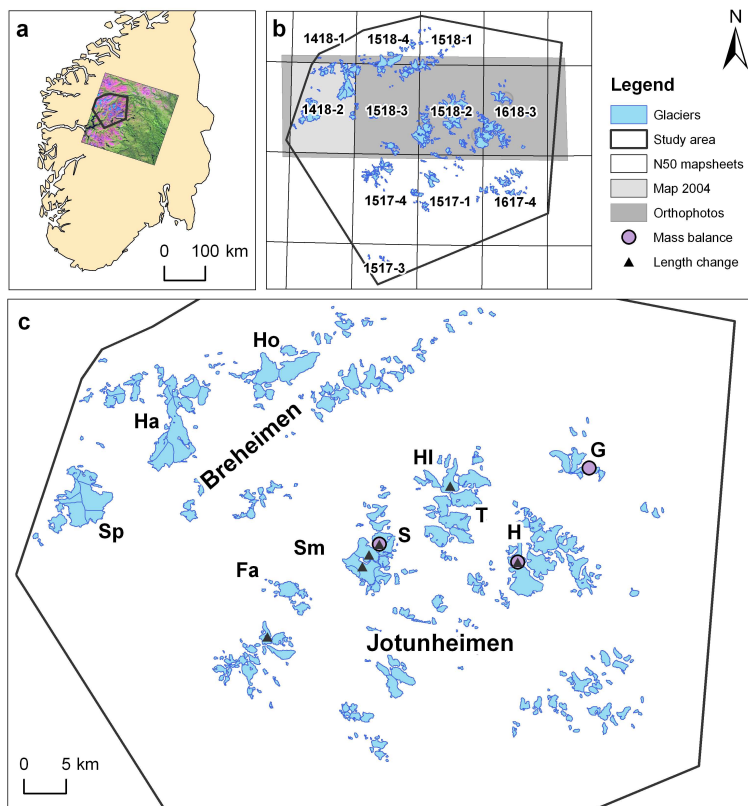 a
0 100 km
b
1418-1
1518-4
1518-1
1418-2
1518-3
1518-2
1618-3
1517-4
1517-1
1617-4
1517-3
N
Legend
Glaciers
Study area
N50 mapsheets
Map 2004
Orthophotos
Mass balance
Length change
c
Ho
Ha
Breheimen
Hl
G
Sp
T
S
H
Sm
Fa
Jotunheimen
0 5 km